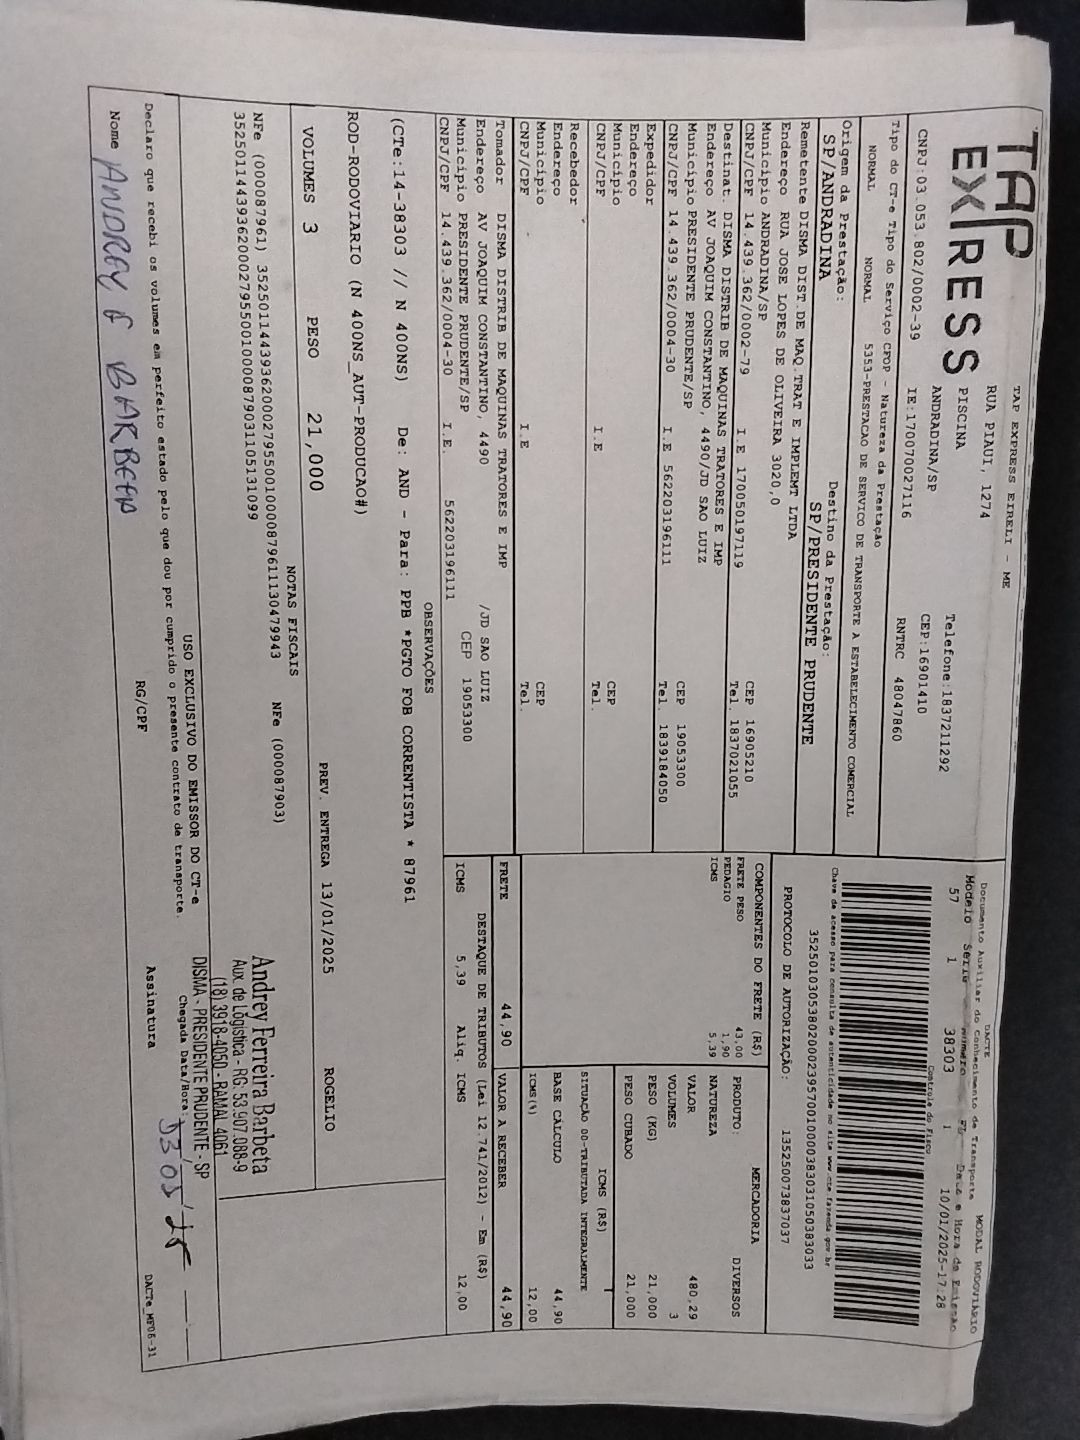 TAP
EXPRESS
TAP EXPRESS EIRELI - ME
RUA PIAUI, 1274
PISCINA
ANDRADINA/SP
Telefone:1837211292
CEP:16901410
CNPJ:03.053.802/0002-39
IE:170070027116
RNTRC 48047860
Tipo do CT-e Tipo do Serviço CFOP - Natureza da Prestação
NORMAL NORMAL 5353-PRESTACAO DE SERVICO DE TRANSPORTE A ESTABELECIMENTO COMERCIAL
Origem da Prestação: Destino da Prestação:
SP/ANDRADINA SP/PRESIDENTE PRUDENTE
Remetente DISMA DIST.DE MAQ.TRAT E IMPLEMT LTDA
Endereço RUA JOSE LOPES DE OLIVEIRA 3020,0
Município ANDRADINA/SP CEP 16905210
CNPJ/CPF 14.439.362/0002-79 I.E 170050197119 Tel. 1837021055
Destinat. DISMA DISTRIB DE MAQUINAS TRATORES E IMP
Endereço AV JOAQUIM CONSTANTINO, 4490/JD SAO LUIZ
Município PRESIDENTE PRUDENTE/SP CEP 19053300
CNPJ/CPF 14.439.362/0004-30 I.E 562203196111 Tel. 1839184050
Expedidor
Endereço
Município CEP
CNPJ/CPF I.E Tel.
Recebedor
Endereço
Município CEP
CNPJ/CPF I.E Tel.
Tomador DISMA DISTRIB DE MAQUINAS TRATORES E IMP
Endereço AV JOAQUIM CONSTANTINO, 4490 /JD SAO LUIZ
Município PRESIDENTE PRUDENTE/SP CEP 19053300
CNPJ/CPF 14.439.362/0004-30 I.E. 562203196111
DACTE
Documento Auxiliar do Conhecimento de Transporte MODAL RODOVIÁRIO
Modelo Serie Número FL Data e Hora da Emissão
57 1 38303 1 10/01/2025-17:28
Controle do Fisco
Chave de acesso para consulta de autenticidade no site www.cte.fazenda.gov.br
35250103053802000239570010000383031050383033
PROTOCOLO DE AUTORIZAÇÃO: 135250073837037
COMPONENTES DO FRETE (R$)
FRETE PESO 43,00
PEDAGIO 1,90
ICMS 5,39
MERCADORIA
PRODUTO: DIVERSOS
NATUREZA
VALOR 480,29
VOLUMES 3
PESO (KG) 21,000
PESO CUBADO 21,000
ICMS (R$)
SITUAÇÃO 00-TRIBUTADA INTEGRALMENTE
BASE CÁLCULO 44,90
ICMS(%) 12,00
FRETE 44,90
VALOR A RECEBER 44,90
DESTAQUE DE TRIBUTOS (Lei 12.741/2012) - Em (R$)
ICMS 5,39 Aliq. ICMS 12,00
OBSERVAÇÕES
(CTe:14-38303 // N 400NS) De: AND - Para: PPB *PGTO FOB CORRENTISTA * 87961
ROD-RODOVIARIO (N 400NS_AUT-PRODUCAO#)
VOLUMES 3 PESO 21,000 PREV. ENTREGA 13/01/2025 ROGELIO
NOTAS FISCAIS
NFe (000087961) 35250114439362000279550010000879611130479943 NFe (000087903)
35250114439362000279550010000879031105131099
USO EXCLUSIVO DO EMISSOR DO CT-e
Declaro que recebi os volumes em perfeito estado pelo que dou por cumprido o presente contrato de transporte.
Chegada Data/Hora:
Nome ANDREY F BARBETA RG/CPF Assinatura
Andrey Ferreira Barbeta
Aux. de Logística - RG: 53.907.088-9
(18) 3918-4050 - RAMAL 4061
DISMA - PRESIDENTE PRUDENTE - SP
DACTe_MF06-31